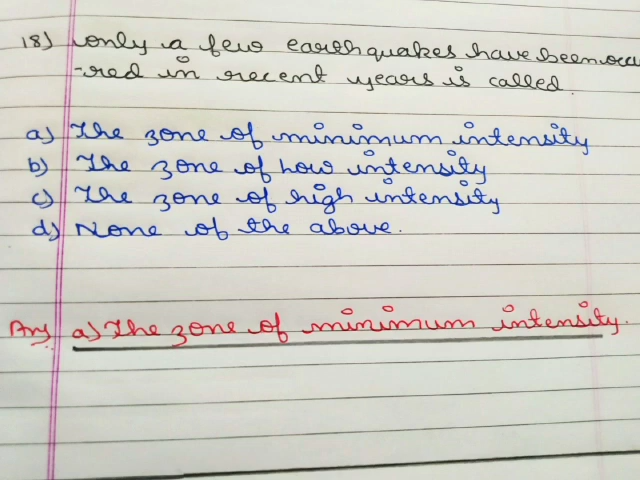 18) only a few earthquakes have been occu
-red in recent years is called.
a) The zone of minimum intensity
b) The zone of how intensity
c) The zone of high intensity
d) None of the above.
Ans a) The zone of minimum intensity.